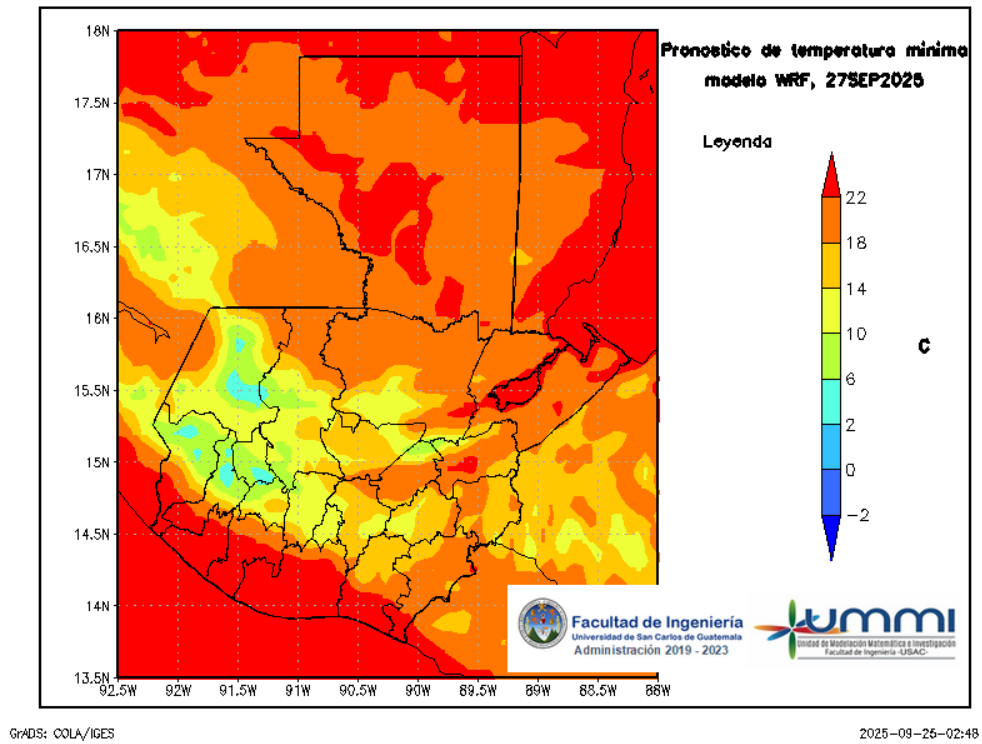 Pronostico de temperatura minima
modelo WRF, 27SEP2025
Leyenda
22
18
14
10
6
2
0
−2
C
18N
17.5N
17N
16.5N
16N
15.5N
15N
14.5N
14N
13.5N
92.5W
92W
91.5W
91W
90.5W
90W
89.5W
89W
88.5W
88W
Facultad de Ingeniería
Universidad de San Carlos de Guatemala
Administración 2019 - 2023
ummi
Unidad de Modelación Matemática e Investigación
Facultad de Ingeniería -USAC-
GrADS: COLA/IGES
2025-09-25-02:48